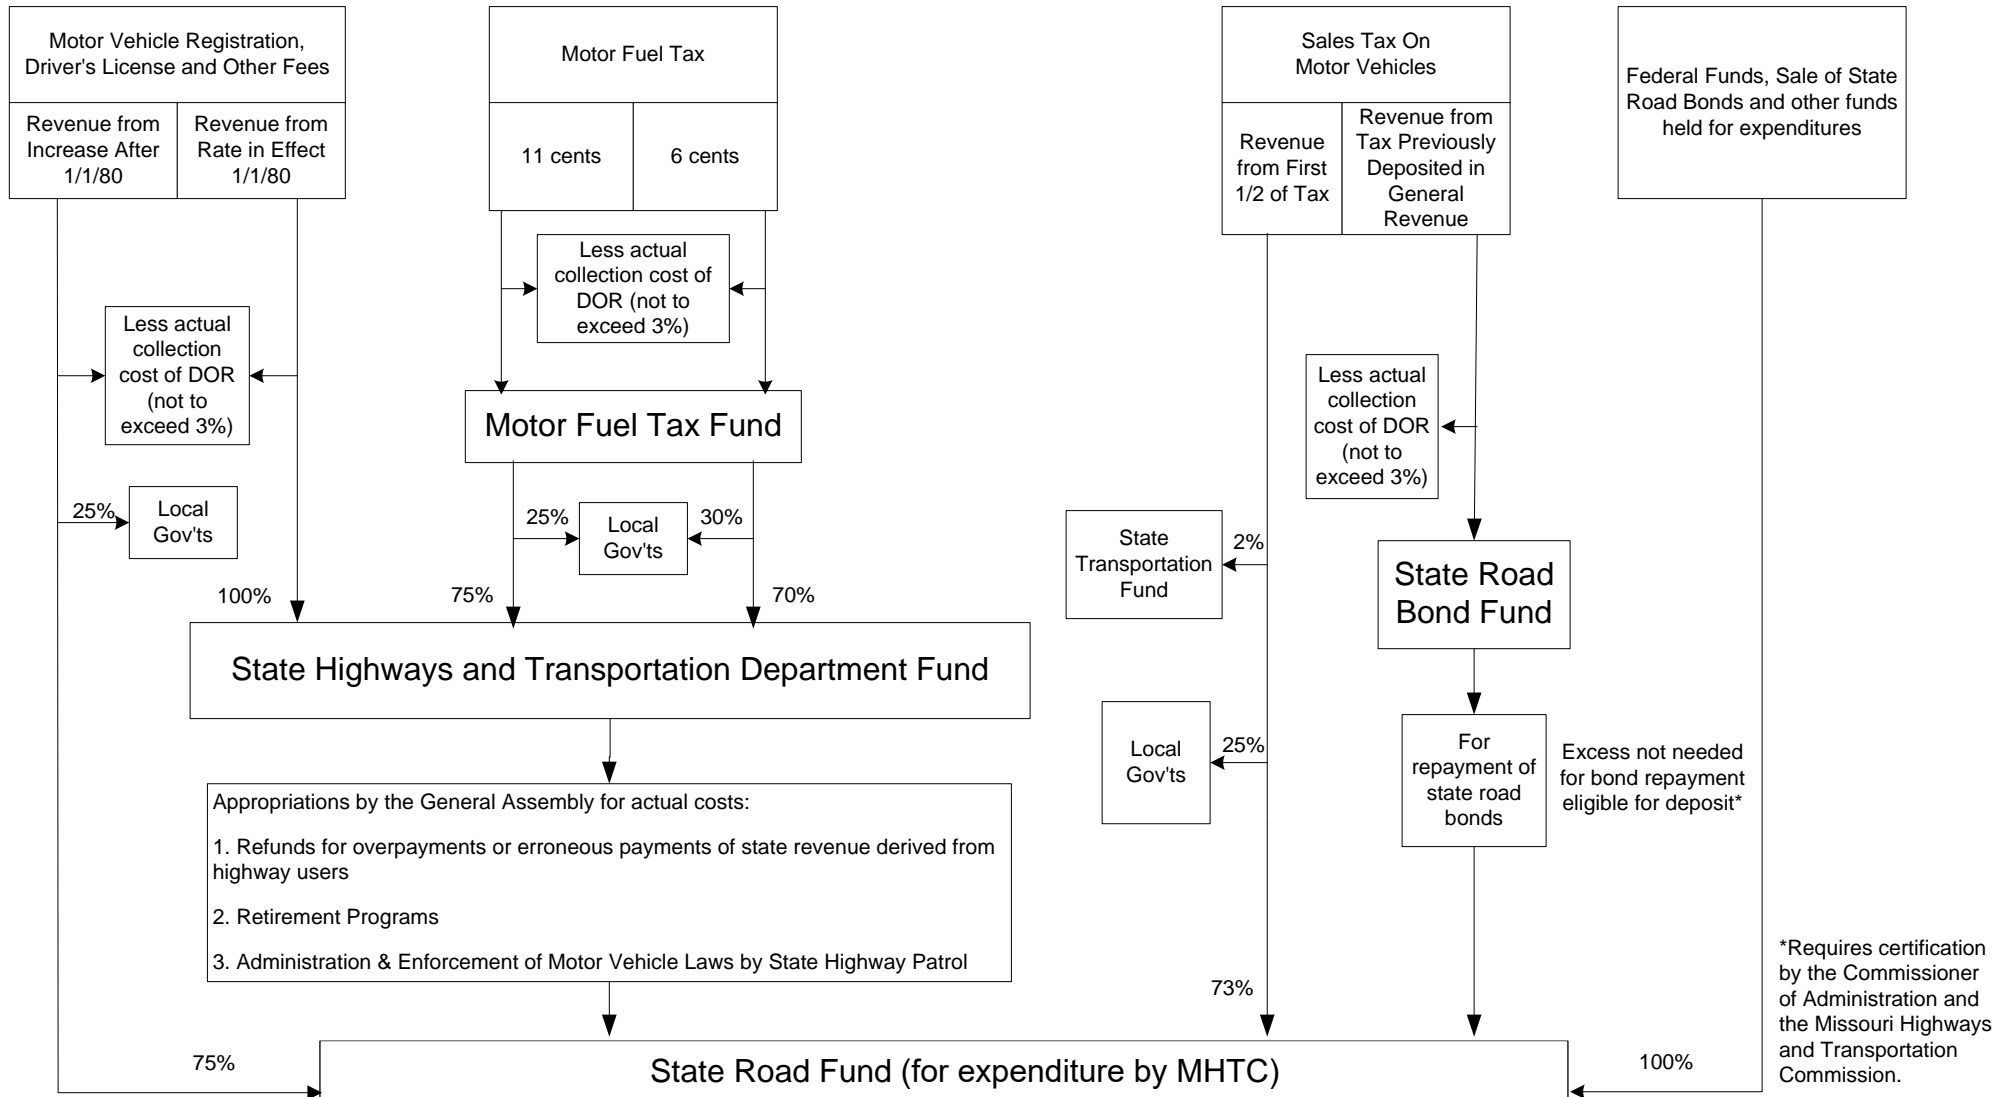 Motor Vehicle Registration,
Driver's License and Other Fees
Revenue from
Increase After
1/1/80
Revenue from
Rate in Effect
1/1/80
Motor Fuel Tax
11 cents
6 cents
Sales Tax On
Motor Vehicles
Revenue
from First
1/2 of Tax
Revenue from
Tax Previously
Deposited in
General
Revenue
Federal Funds, Sale of State
Road Bonds and other funds
held for expenditures
Less actual
collection cost of
DOR (not to
exceed 3%)
Less actual
collection
cost of DOR
(not to
exceed 3%)
Less actual
collection
cost of DOR
(not to
exceed 3%)
Motor Fuel Tax Fund
25%
Local
Gov'ts
25%
Local
Gov'ts
30%
State
Transportation
Fund
2%
State Road
Bond Fund
100%
75%
70%
State Highways and Transportation Department Fund
Local
Gov'ts
25%
For
repayment of
state road
bonds
Excess not needed
for bond repayment
eligible for deposit*
Appropriations by the General Assembly for actual costs:
1. Refunds for overpayments or erroneous payments of state revenue derived from
highway users
2. Retirement Programs
3. Administration & Enforcement of Motor Vehicle Laws by State Highway Patrol
73%
*Requires certification
by the Commissioner
of Administration and
the Missouri Highways
and Transportation
Commission.
75%
State Road Fund (for expenditure by MHTC)
100%